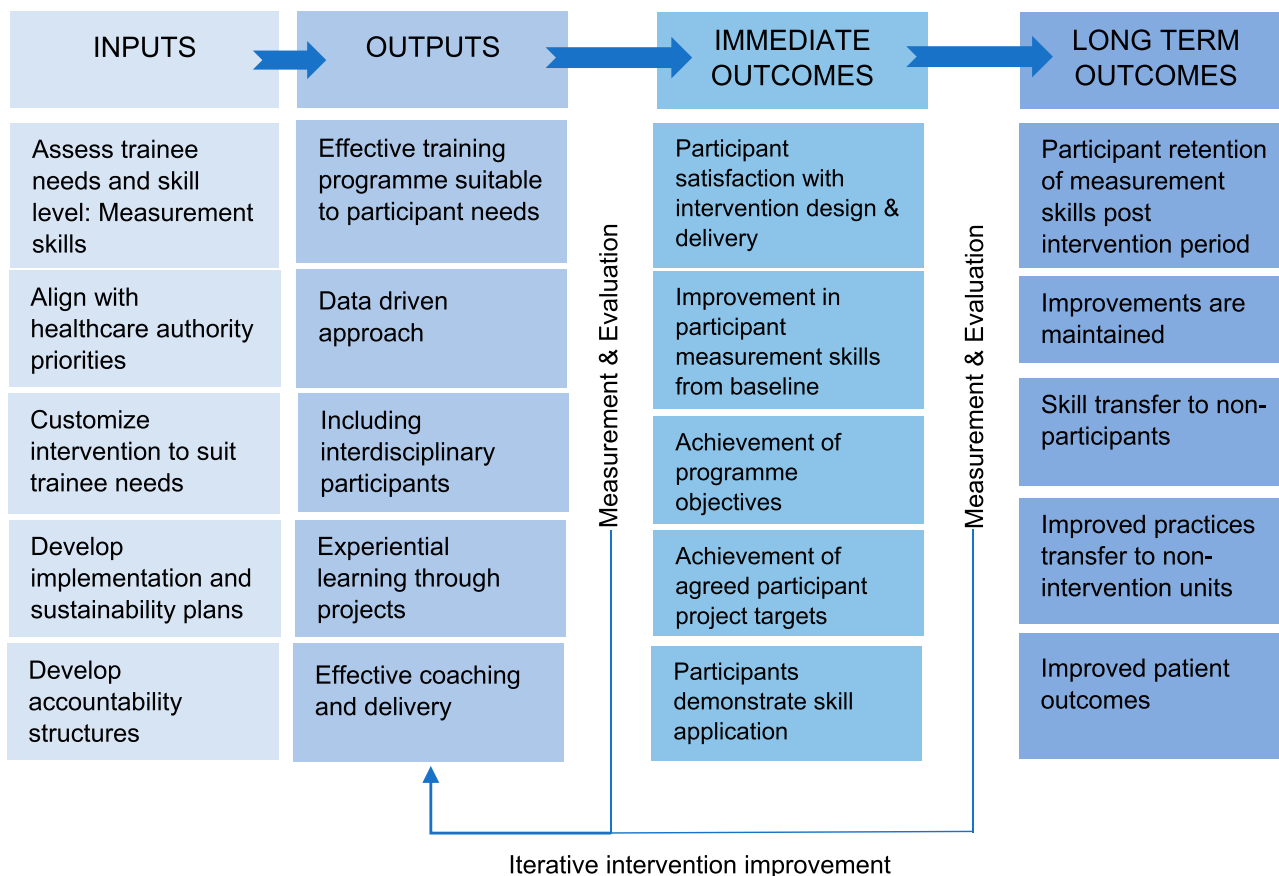 INPUTS
OUTPUTS
IMMEDIATE
OUTCOMES
LONG TERM
OUTCOMES
Assess trainee
needs and skill
level: Measurement
skills
Align with
healthcare authority
priorities
Customize
intervention to suit
trainee needs
Develop
implementation and
sustainability plans
Develop
accountability
structures
Effective training
programme suitable
to participant needs
Data driven
approach
Including
interdisciplinary
participants
Experiential
learning through
projects
Effective coaching
and delivery
Measurement & Evaluation
Participant
satisfaction with
intervention design &
delivery
Improvement in
participant
measurement skills
from baseline
Achievement of
programme
objectives
Achievement of
agreed participant
project targets
Participants
demonstrate skill
application
Measurement & Evaluation
Participant retention
of measurement
skills post
intervention period
Improvements are
maintained
Skill transfer to non-
participants
Improved practices
transfer to non-
intervention units
Improved patient
outcomes
Iterative intervention improvement